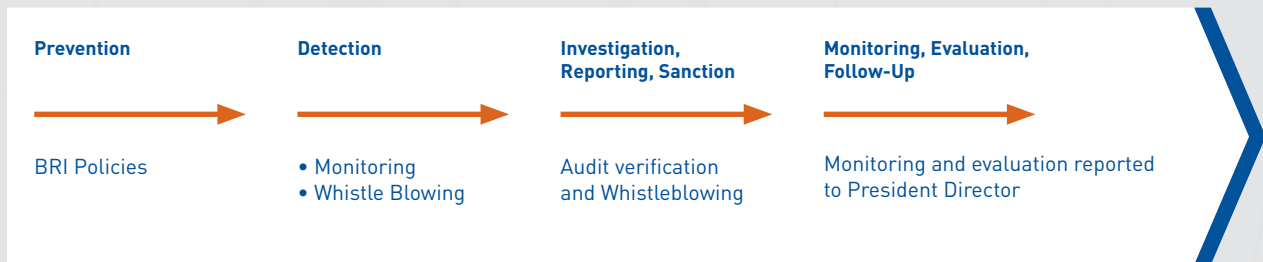 Prevention
BRI Policies
Detection
• Monitoring
• Whistle Blowing
Investigation,
Reporting, Sanction
Audit verification
and Whistleblowing
Monitoring, Evaluation,
Follow-Up
Monitoring and evaluation reported
to President Director